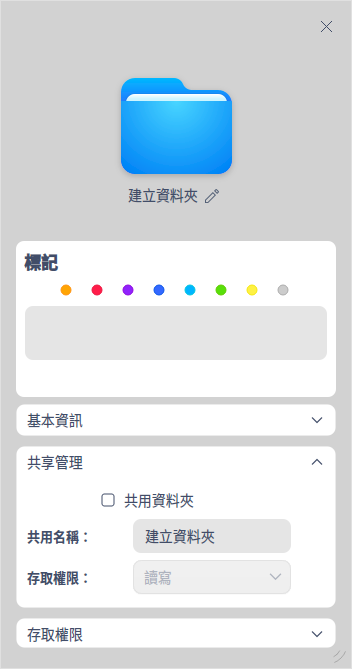 建立資料夾
標記
基本資訊
共享管理
共用資料夾
共用名稱：
建立資料夾
存取權限：
讀寫
存取權限